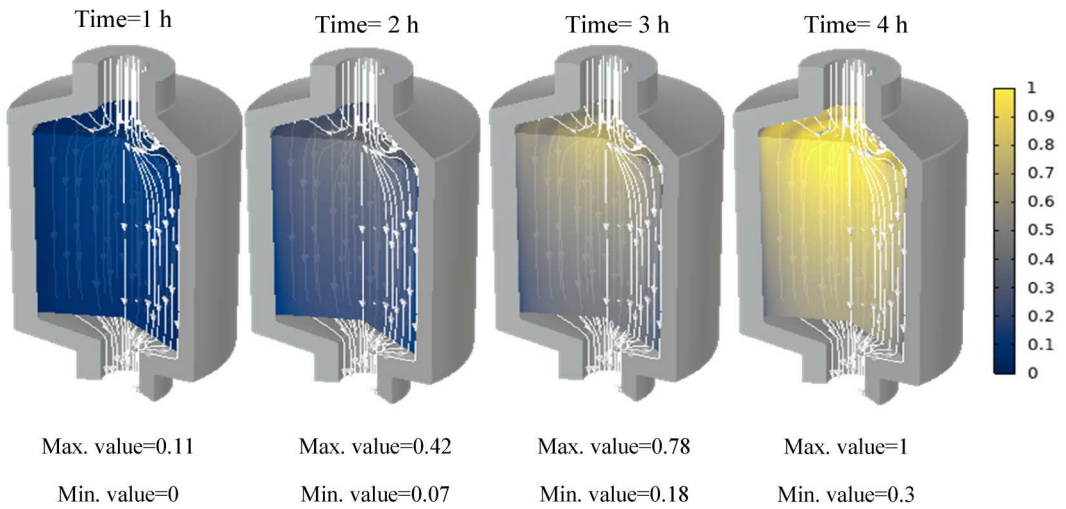 Time=1 h
Time= 2 h
Time= 3 h
Time= 4 h
1
0.9
0.8
0.7
0.6
0.5
0.4
0.3
0.2
0.1
0
Max. value=0.11
Max. value=0.42
Max. value=0.78
Max. value=1
Min. value=0
Min. value=0.07
Min. value=0.18
Min. value=0.3